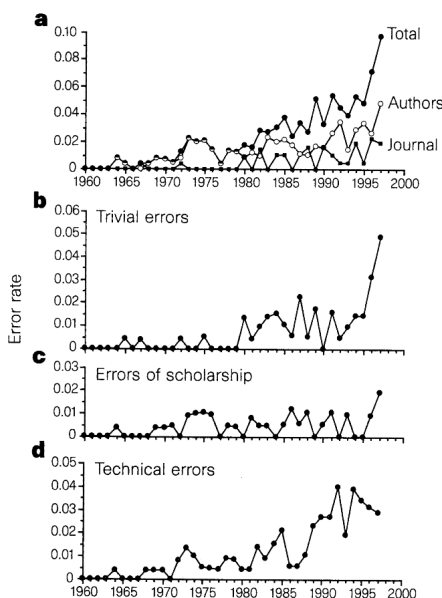 a
0.10
Total
0.08
0.06
Authors
0.04
Journal
0.02
0
1960 1965 1970 1975 1980 1985 1990 1995 2000
b
0.06
Trivial errors
0.05
0.04
0.03
0.02
0.01
0
Error rate
c
0.03
Errors of scholarship
0.02
0.01
0
d
0.05
Technical errors
0.04
0.03
0.02
0.01
0
1960 1965 1970 1975 1980 1985 1990 1995 2000